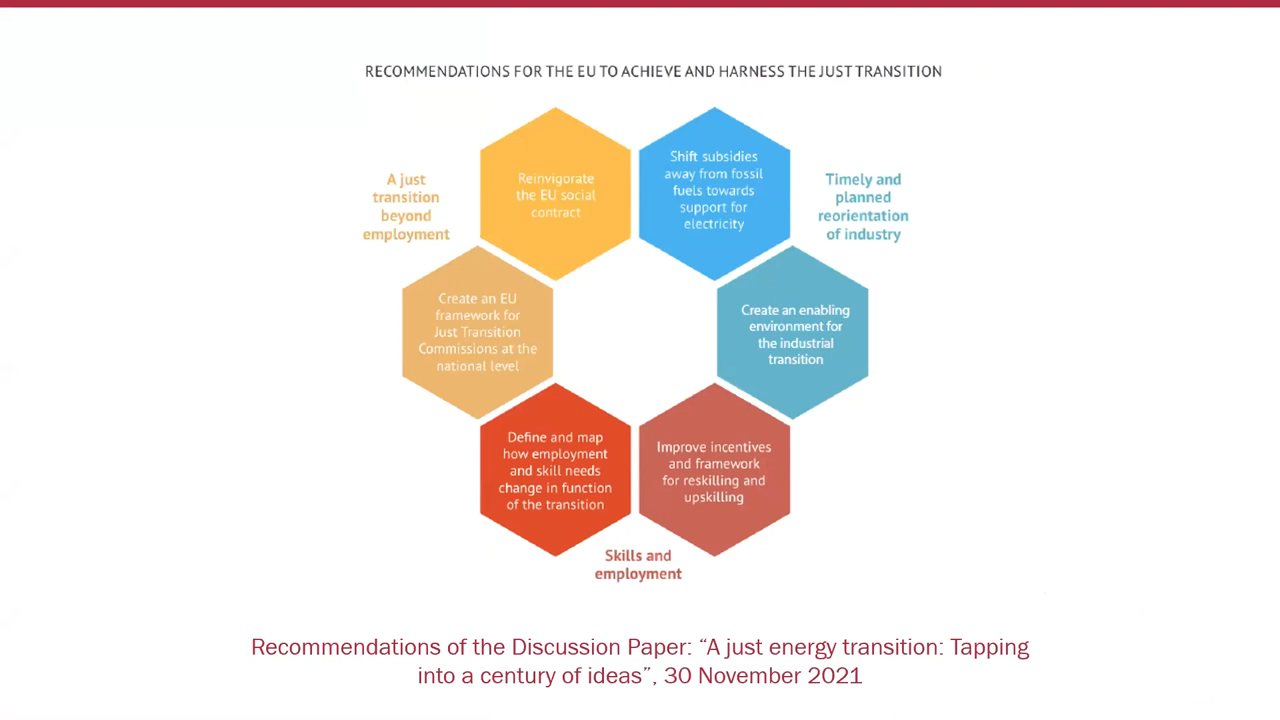 RECOMMENDATIONS FOR THE EU TO ACHIEVE AND HARNESS THE JUST TRANSITION
A just
transition
beyond
employment
Reinvigorate
the EU social
contract
Shift subsidies
away from fossil
fuels towards
support for
electricity
Timely and
planned
reorientation
of industry
Create an EU
framework for
Just Transition
Commissions at the
national level
Create an enabling
environment for
the industrial
transition
Define and map
how employment
and skill needs
change in function
of the transition
Improve incentives
and framework
for reskilling and
upskilling
Skills and
employment
Recommendations of the Discussion Paper: “A just energy transition: Tapping
into a century of ideas”, 30 November 2021